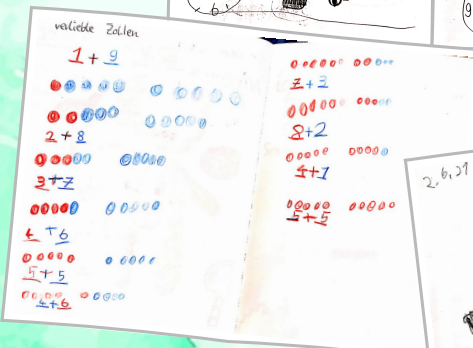 verliebte Zahlen
1 + 9
2 + 8
3 + 7
4 + 6
5 + 5
4 + 6
7 + 3
8 + 2
9 + 1
5 + 5
2, 6, 21